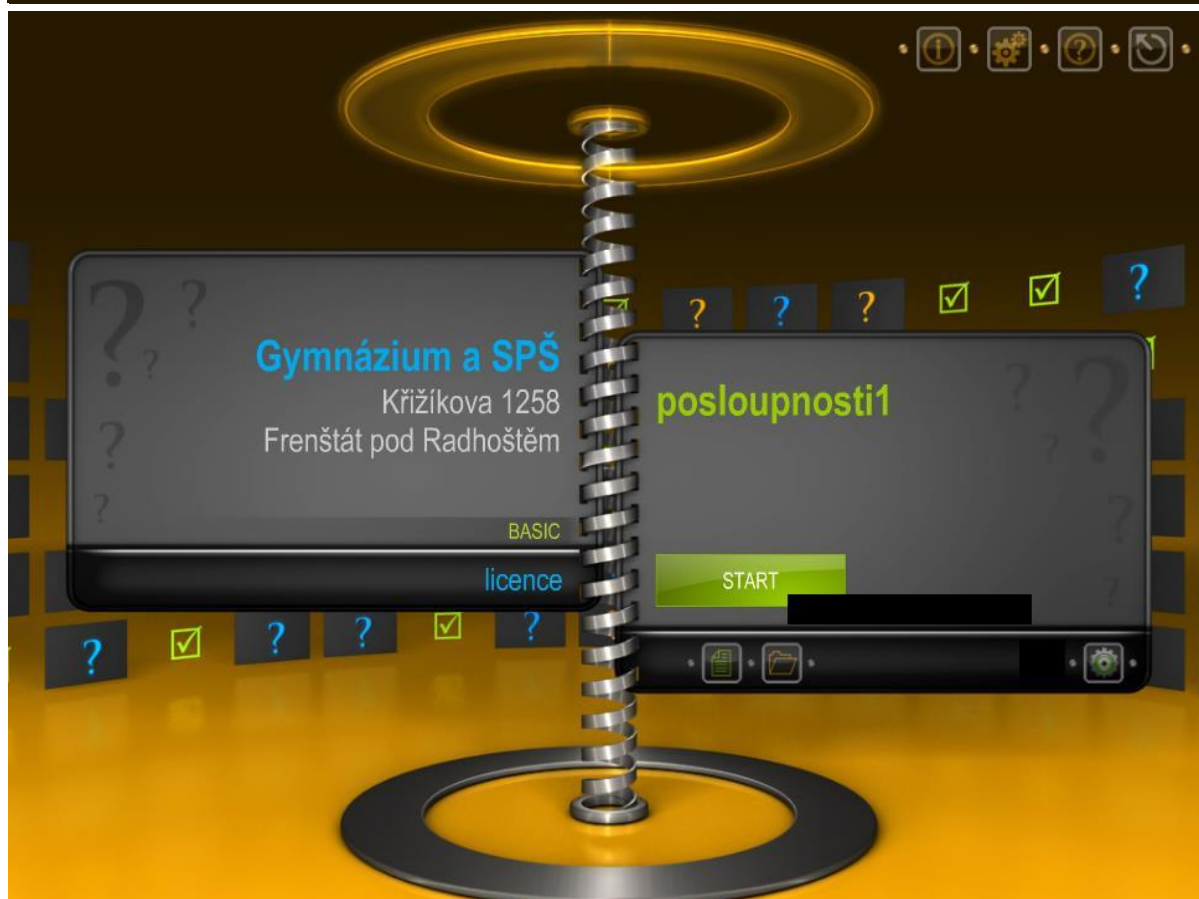 Gymnázium a SPŠ
Křižíkova 1258
Frenštát pod Radhoštěm
BASIC
licence
posloupnosti1
START